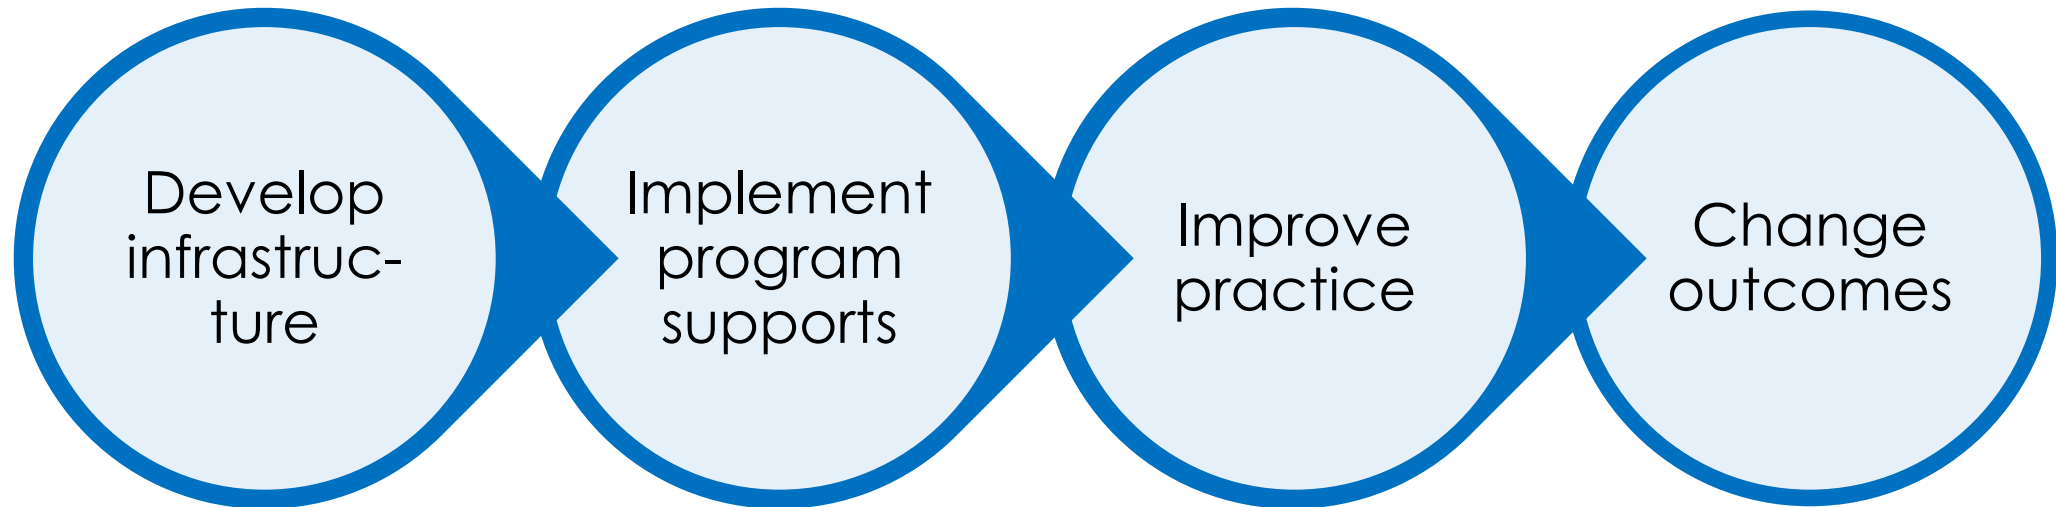 Develop
infrastruc-
ture
Implement
program
supports
Improve
practice
Change
outcomes